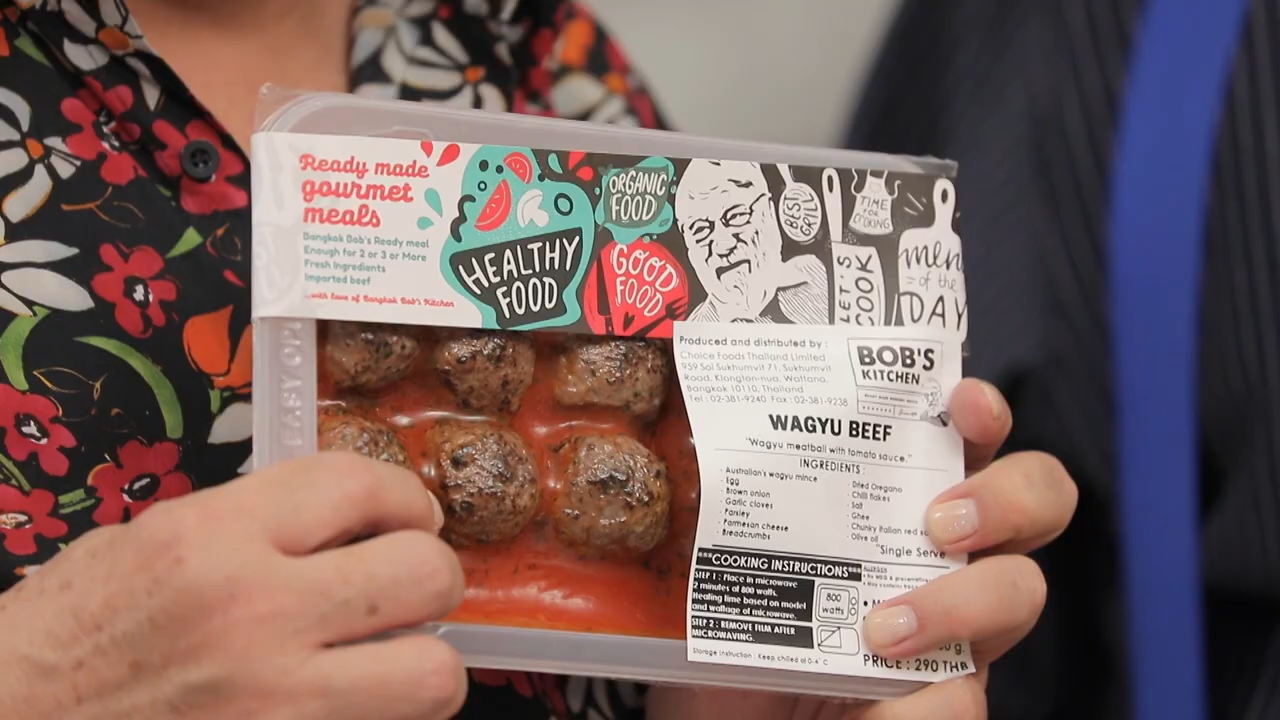 Ready made
gourmet
meals
Bangkok Bob's Ready meal
Enough for 2 or 3 or More
Fresh Ingredients
Imported beef
...with love of Bangkok Bob's Kitchen
HEALTHY
FOOD
ORGANIC
FOOD
GOOD
FOOD
BEST
GRILL
TIME
FOR
COOKING
LET'S
COOK
menu
of the
DAY
EASY OP
Produced and distributed by :
Choice Foods Thailand Limited
959 Soi Sukhumvit 71, Sukhumvit
Road, Klongton-nua, Wattana,
Bangkok 10110, Thailand
Tel : 02-381-9240 Fax : 02-381-9238
BOB'S
KITCHEN
WAGYU BEEF
"Wagyu meatball with tomato sauce."
INGREDIENTS :
· Australian's wagyu mince
· Egg
· Brown onion
· Garlic cloves
· Parsley
· Parmesan cheese
· Breadcrumbs
· Dried Oregano
· Chilli flakes
· Salt
· Ghee
· Chunky Italian red
· Olive oil
"Single Serve
***COOKING INSTRUCTIONS***
STEP 1 : Place in microwave
2 minutes at 800 watts.
Heating time based on model
and wattage of microwave.
800
watts
STEP 2 : REMOVE FILM AFTER
MICROWAVING.
Storage Instruction : Keep chilled at 0-4° C
0 g.
PRICE : 290 THB